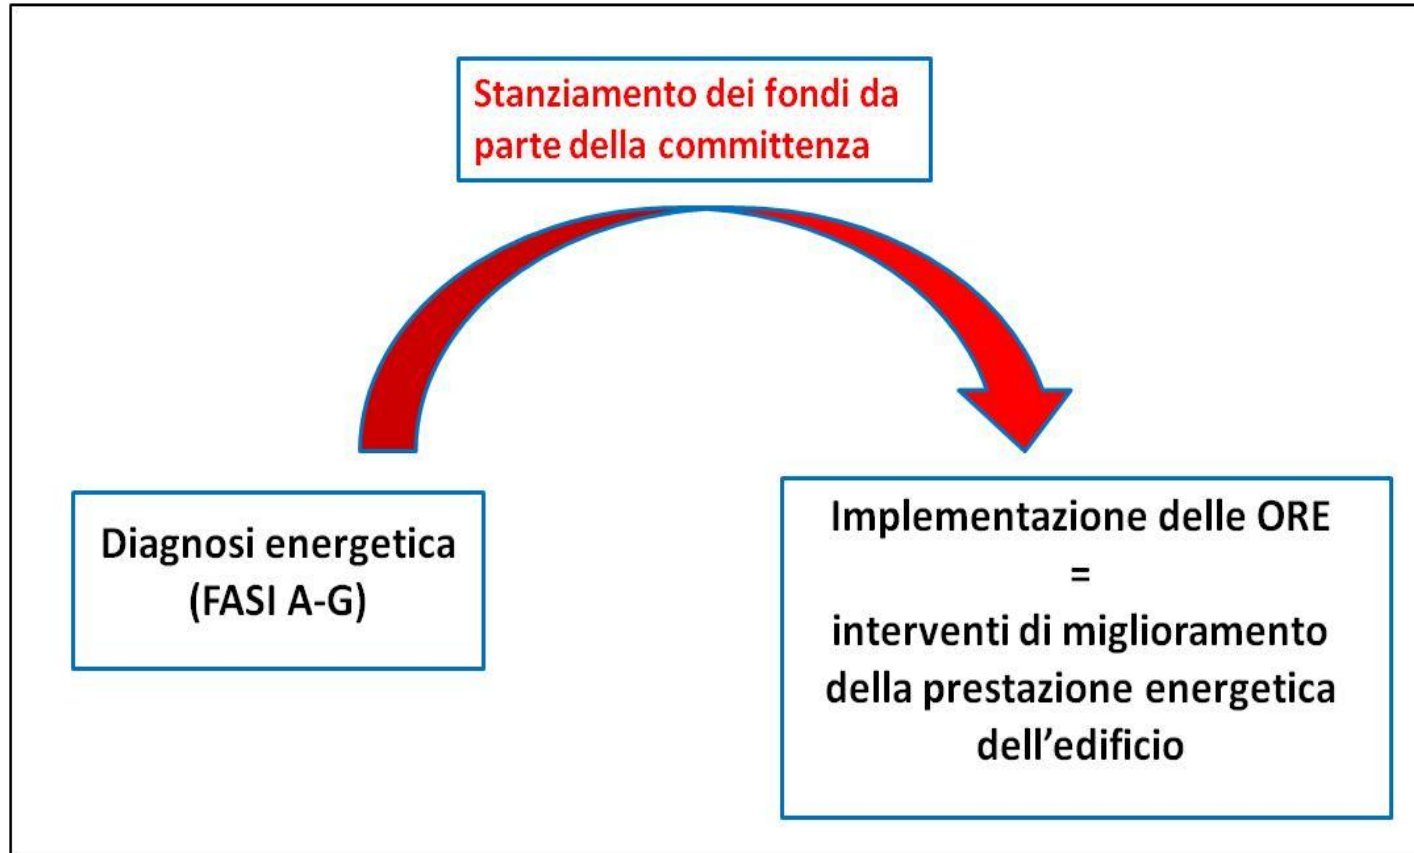 Stanziamento dei fondi da
parte della committenza
Diagnosi energetica
(FASI A-G)
Implementazione delle ORE
=
interventi di miglioramento
della prestazione energetica
dell’edificio